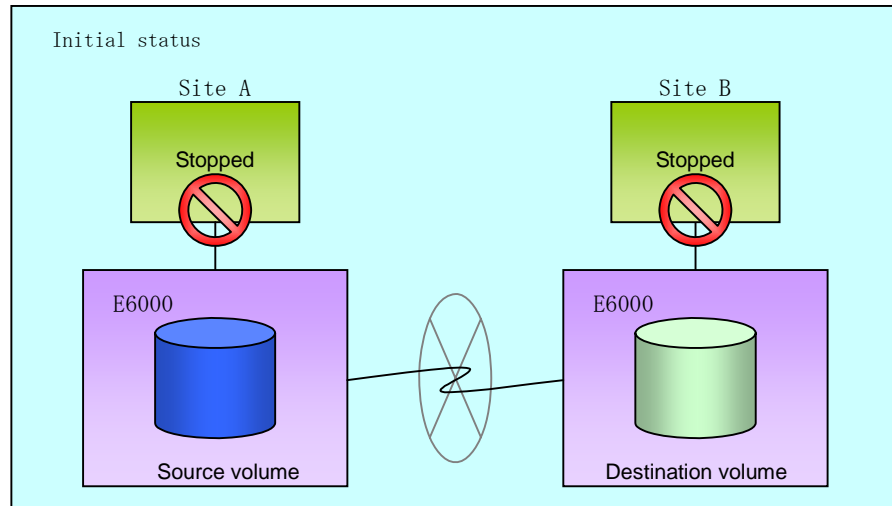 Initial status
Site A
Site B
Stopped
Stopped
E6000
E6000
Source volume
Destination volume